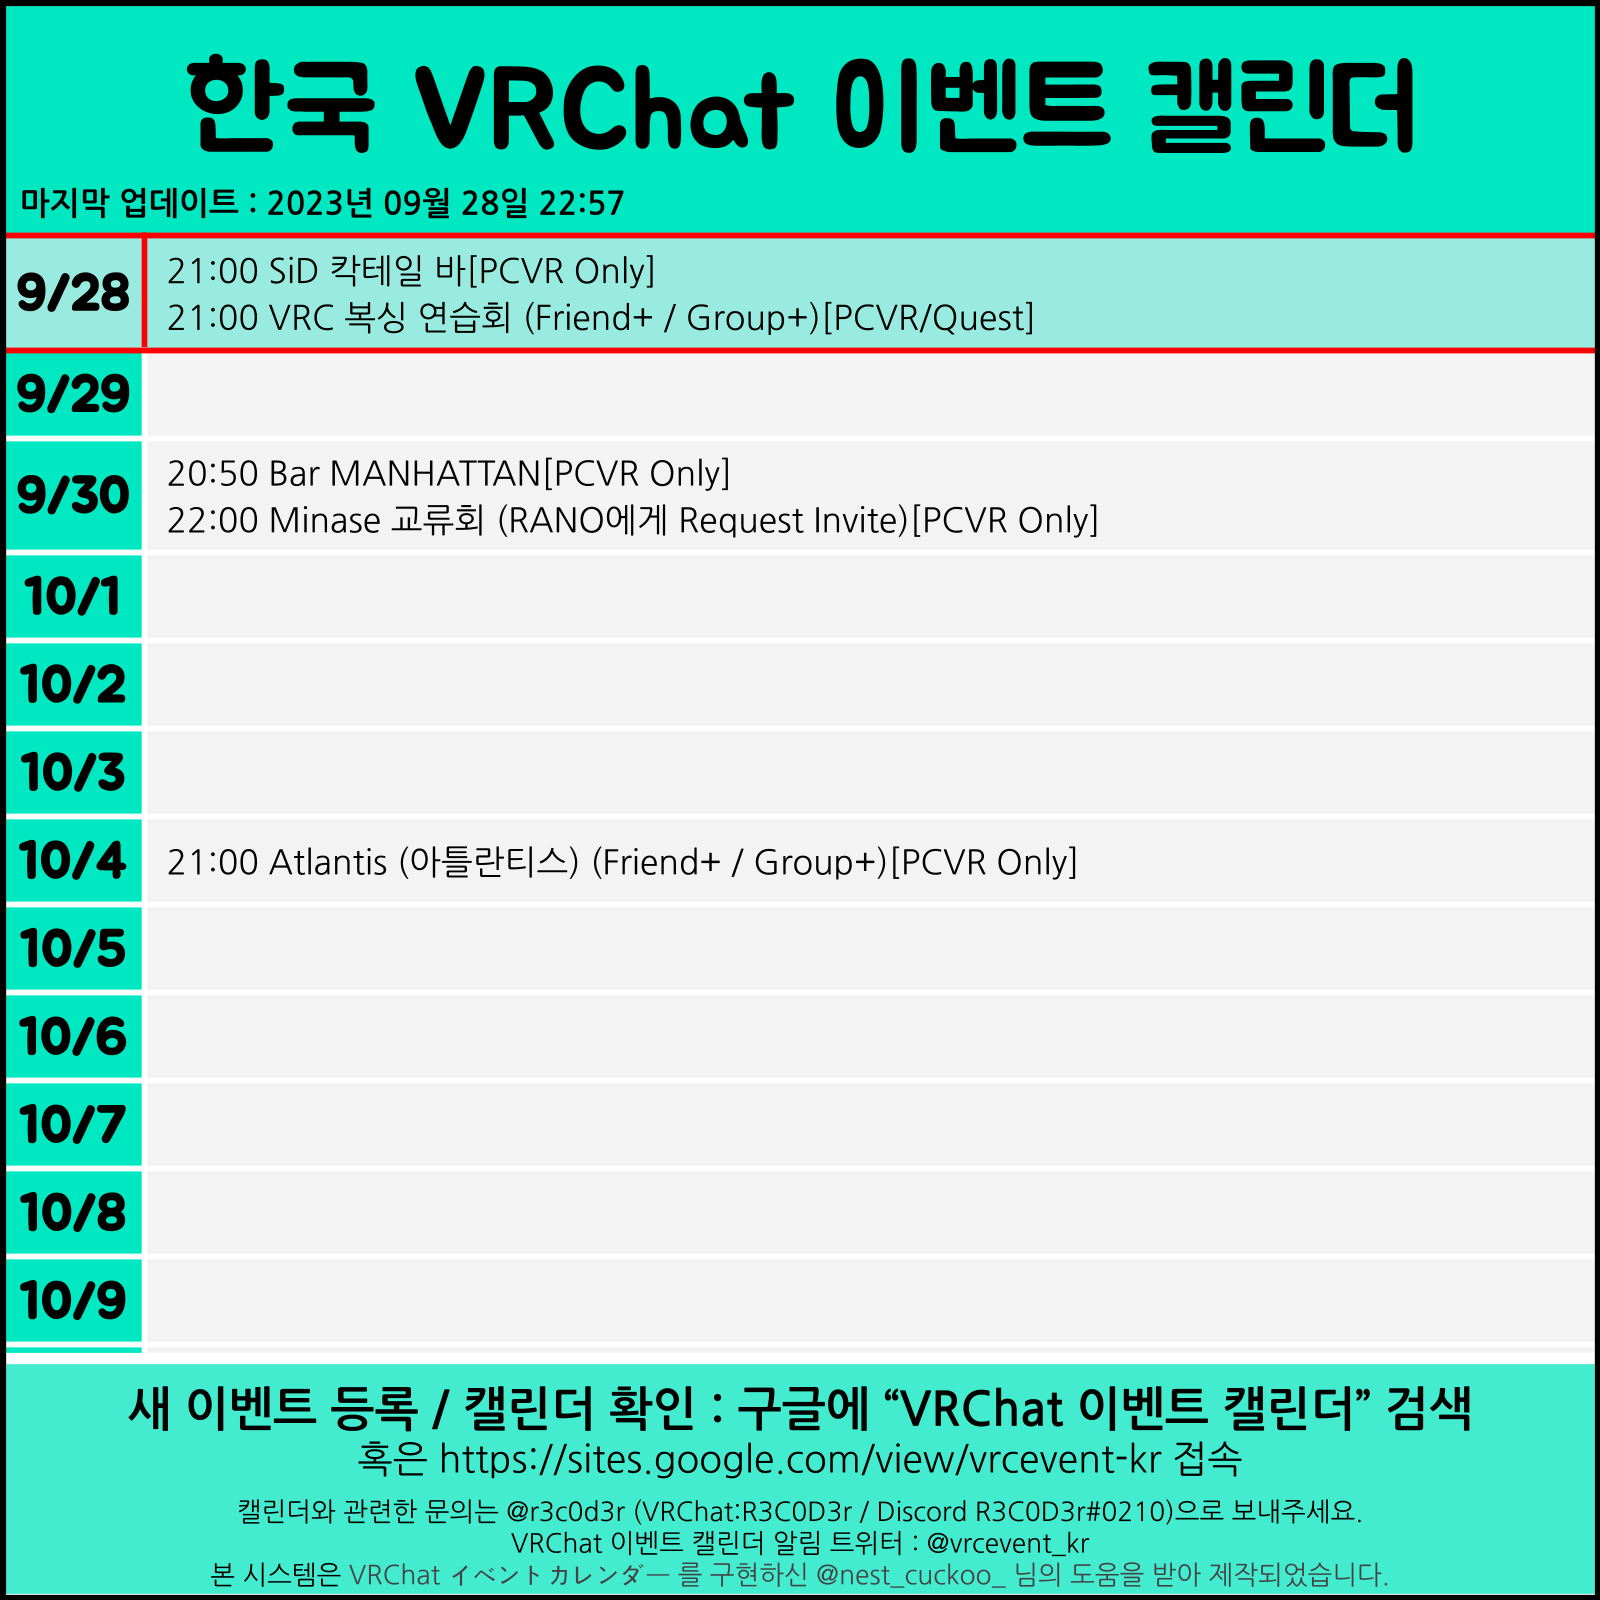 한국 VRChat 이벤트 캘린더
마지막 업데이트 : 2023년 09월 28일 22:57
9/28
21:00 SiD 칵테일 바[PCVR Only]
21:00 VRC 복싱 연습회 (Friend+ / Group+)[PCVR/Quest]
9/29
9/30
20:50 Bar MANHATTAN[PCVR Only]
22:00 Minase 교류회 (RANO에게 Request Invite)[PCVR Only]
10/1
10/2
10/3
10/4
21:00 Atlantis (아틀란티스) (Friend+ / Group+)[PCVR Only]
10/5
10/6
10/7
10/8
10/9
새 이벤트 등록 / 캘린더 확인 : 구글에 “VRChat 이벤트 캘린더” 검색
혹은 https://sites.google.com/view/vrcevent-kr 접속
캘린더와 관련한 문의는 @r3c0d3r (VRChat:R3C0D3r / Discord R3C0D3r#0210)으로 보내주세요.
VRChat 이벤트 캘린더 알림 트위터 : @vrcevent_kr
본 시스템은 VRChat イベントカレンダー 를 구현하신 @nest_cuckoo_ 님의 도움을 받아 제작되었습니다.